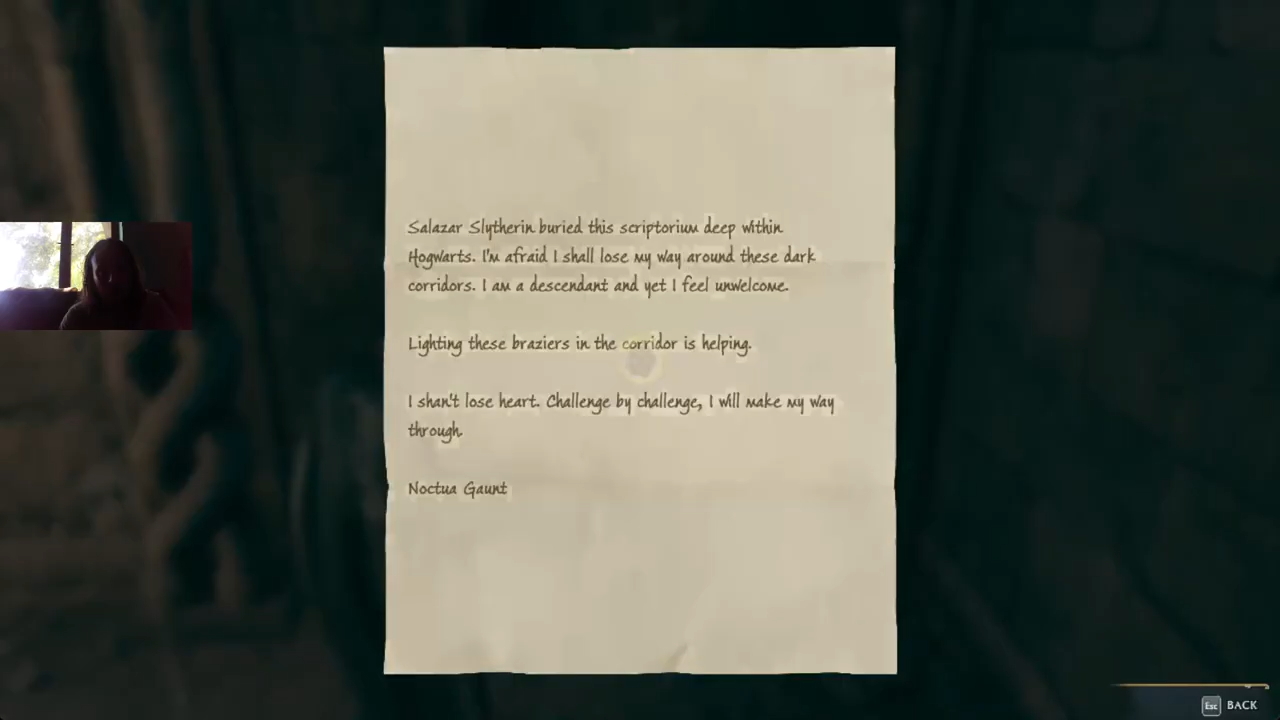 Salazar Slytherin buried this scriptorium deep within
Hogwarts. I'm afraid I shall lose my way around these dark
corridors. I am a descendant and yet I feel unwelcome.
Lighting these braziers in the corridor is helping.
I shan't lose heart. Challenge by challenge, I will make my way
through.
Noctua Gaunt
Esc BACK